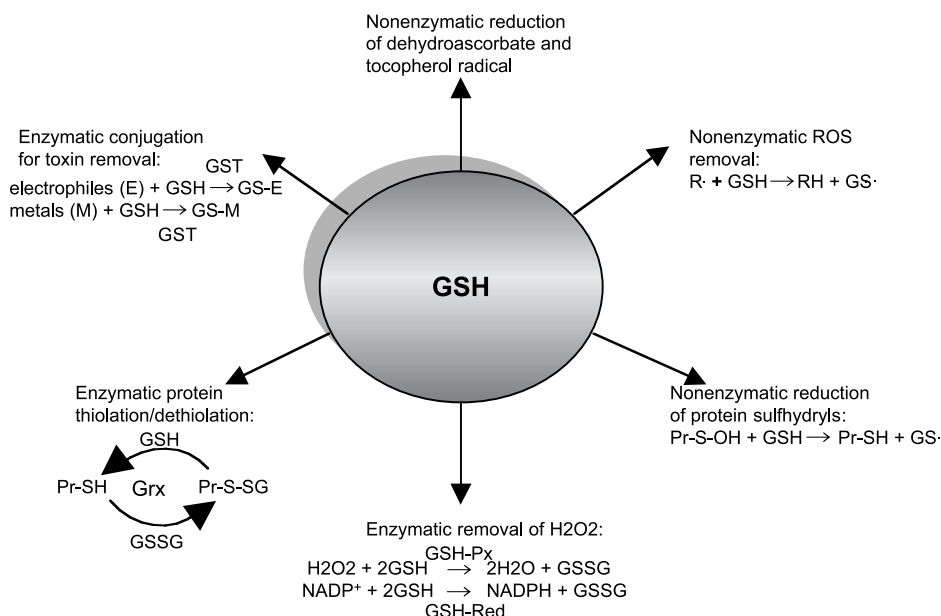 Nonenzymatic reduction
of dehydroascorbate and
tocopherol radical
Enzymatic conjugation
for toxin removal:
GST
electrophiles (E) + GSH → GS-E
metals (M) + GSH → GS-M
GST
Nonenzymatic ROS
removal:
R· + GSH → RH + GS·
GSH
Enzymatic protein
thiolation/dethiolation:
GSH
Pr-SH Grx Pr-S-SG
GSSG
Nonenzymatic reduction
of protein sulfhydryls:
Pr-S-OH + GSH → Pr-SH + GS·
Enzymatic removal of H2O2:
GSH-Px
H2O2 + 2GSH → 2H2O + GSSG
NADP⁺ + 2GSH → NADPH + GSSG
GSH-Red